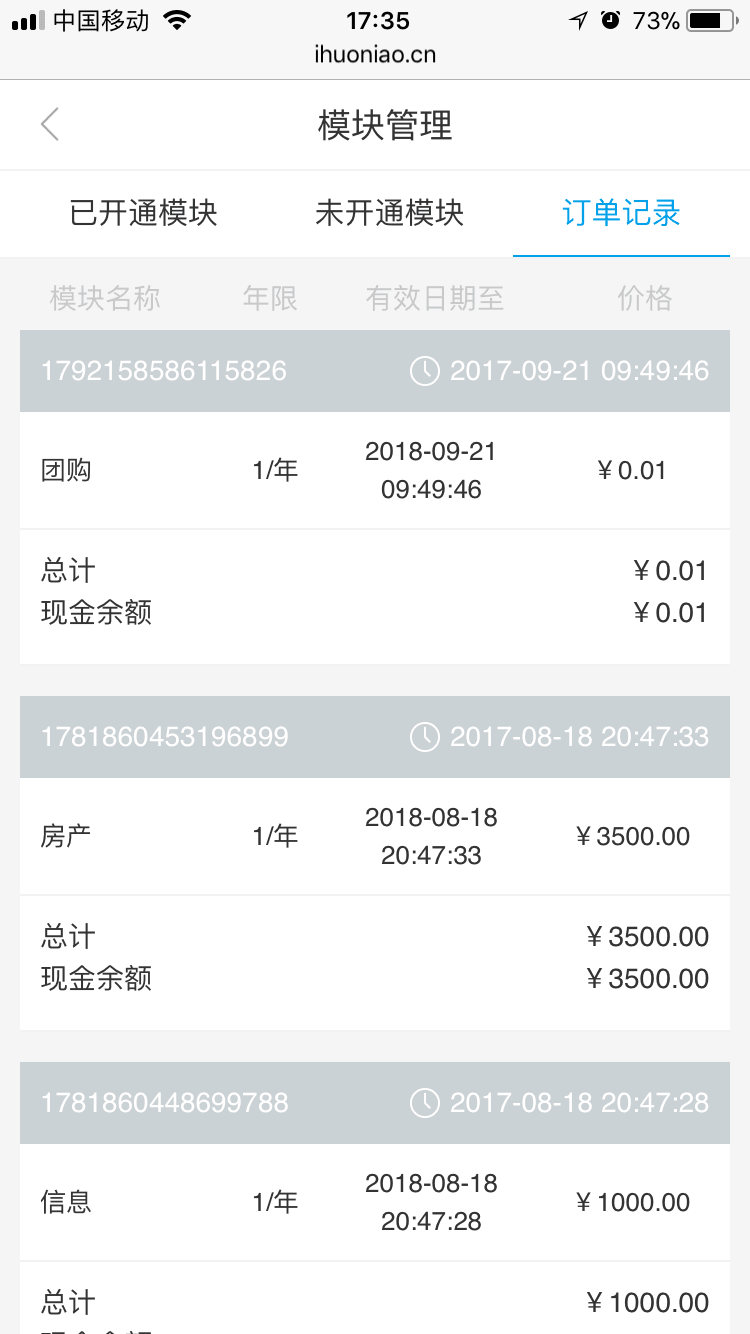 中国移动 17:35 73%
ihuoniao.cn
模块管理
已开通模块 未开通模块 订单记录
模块名称 年限 有效日期至 价格
1792158586115826 2017-09-21 09:49:46
团购 1/年 2018-09-21 09:49:46 ¥0.01
总计 ¥0.01
现金余额 ¥0.01
1781860453196899 2017-08-18 20:47:33
房产 1/年 2018-08-18 20:47:33 ¥3500.00
总计 ¥3500.00
现金余额 ¥3500.00
1781860448699788 2017-08-18 20:47:28
信息 1/年 2018-08-18 20:47:28 ¥1000.00
总计 ¥1000.00